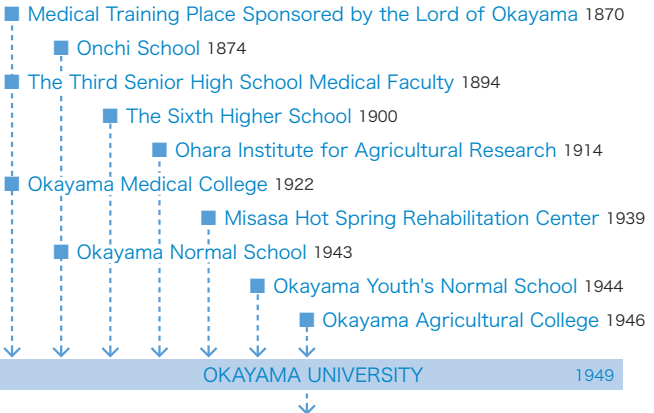 Medical Training Place Sponsored by the Lord of Okayama 1870
Onchi School 1874
The Third Senior High School Medical Faculty 1894
The Sixth Higher School 1900
Ohara Institute for Agricultural Research 1914
Okayama Medical College 1922
Misasa Hot Spring Rehabilitation Center 1939
Okayama Normal School 1943
Okayama Youth's Normal School 1944
Okayama Agricultural College 1946
OKAYAMA UNIVERSITY 1949